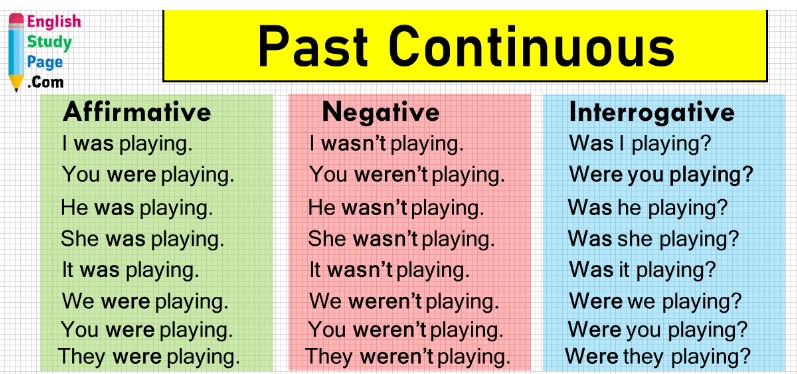 English
Study
Page
.Com
Past Continuous
Affirmative
I was playing.
You were playing.
He was playing.
She was playing.
It was playing.
We were playing.
You were playing.
They were playing.
Negative
I wasn't playing.
You weren't playing.
He wasn't playing.
She wasn't playing.
It wasn't playing.
We weren't playing.
You weren't playing.
They weren't playing.
Interrogative
Was I playing?
Were you playing?
Was he playing?
Was she playing?
Was it playing?
Were we playing?
Were you playing?
Were they playing?